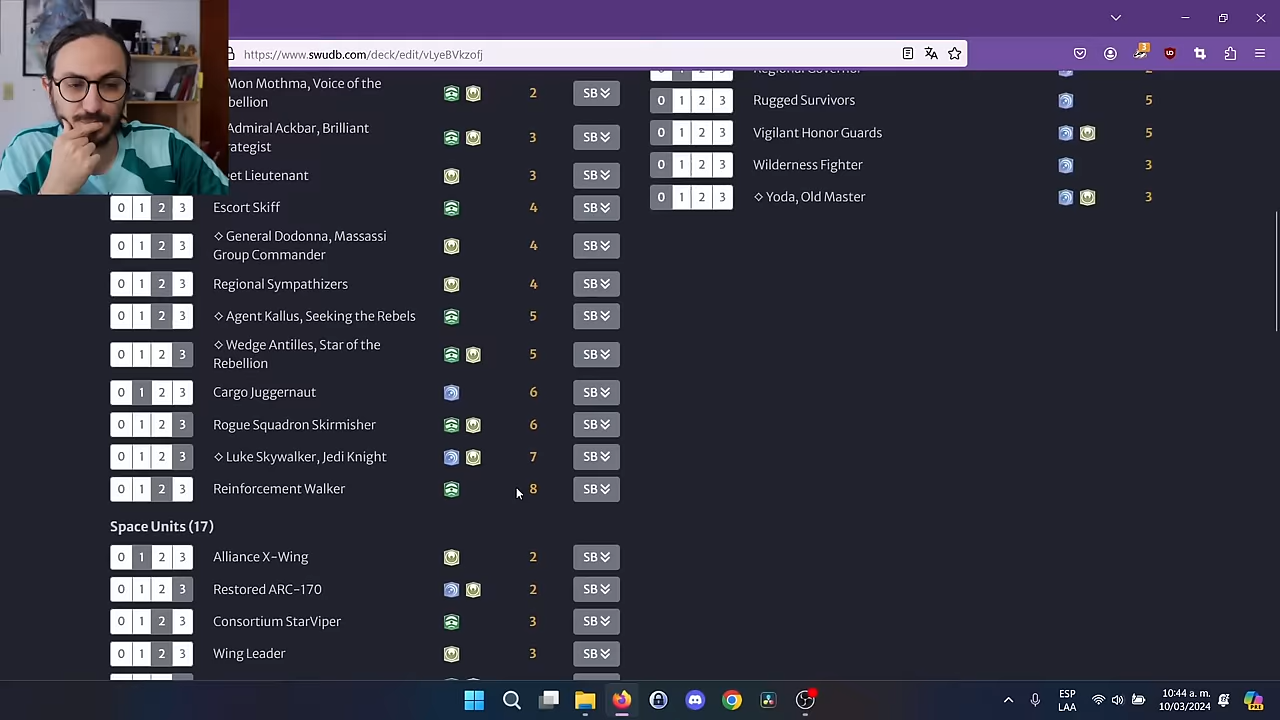 https://www.swudb.com/deck/edit/vLyeBVkzofj
3
Mon Mothma, Voice of the
2 SB
Admiral Ackbar, Brilliant
3 SB
Lieutenant 3 SB
0 1 2 3 Escort Skiff 4 SB
0 1 2 3 General Dodonna, Massassi
Group Commander 4 SB
0 1 2 3 Regional Sympathizers 4 SB
0 1 2 3 Agent Kallus, Seeking the Rebels 5 SB
0 1 2 3 Wedge Antilles, Star of the
Rebellion 5 SB
0 1 2 3 Cargo Juggernaut 6 SB
0 1 2 3 Rogue Squadron Skirmisher 6 SB
0 1 2 3 Luke Skywalker, Jedi Knight 7 SB
0 1 2 3 Reinforcement Walker 8 SB
Space Units (17)
0 1 2 3 Alliance X-Wing 2 SB
0 1 2 3 Restored ARC-170 2 SB
0 1 2 3 Consortium StarViper 3 SB
0 1 2 3 Wing Leader 3 SB
0 1 2 3 Rugged Survivors 5
0 1 2 3 Vigilant Honor Guards 5
0 1 2 3 Wilderness Fighter 3
0 1 2 3 Yoda, Old Master 3
ESP
LAA
10:44 a. m.
10/03/2024